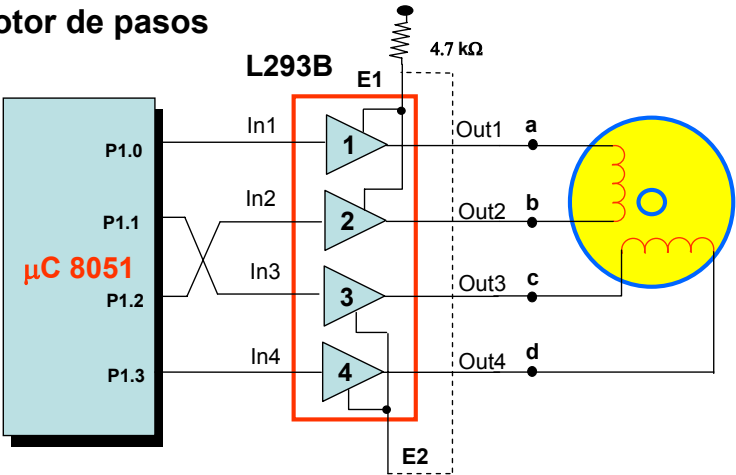 otor de pasos
4.7 kΩ
L293B
E1
In1
Out1
a
P1.0
1
In2
Out2
b
P1.1
2
μC 8051
In3
Out3
c
P1.2
3
In4
Out4
d
P1.3
4
E2